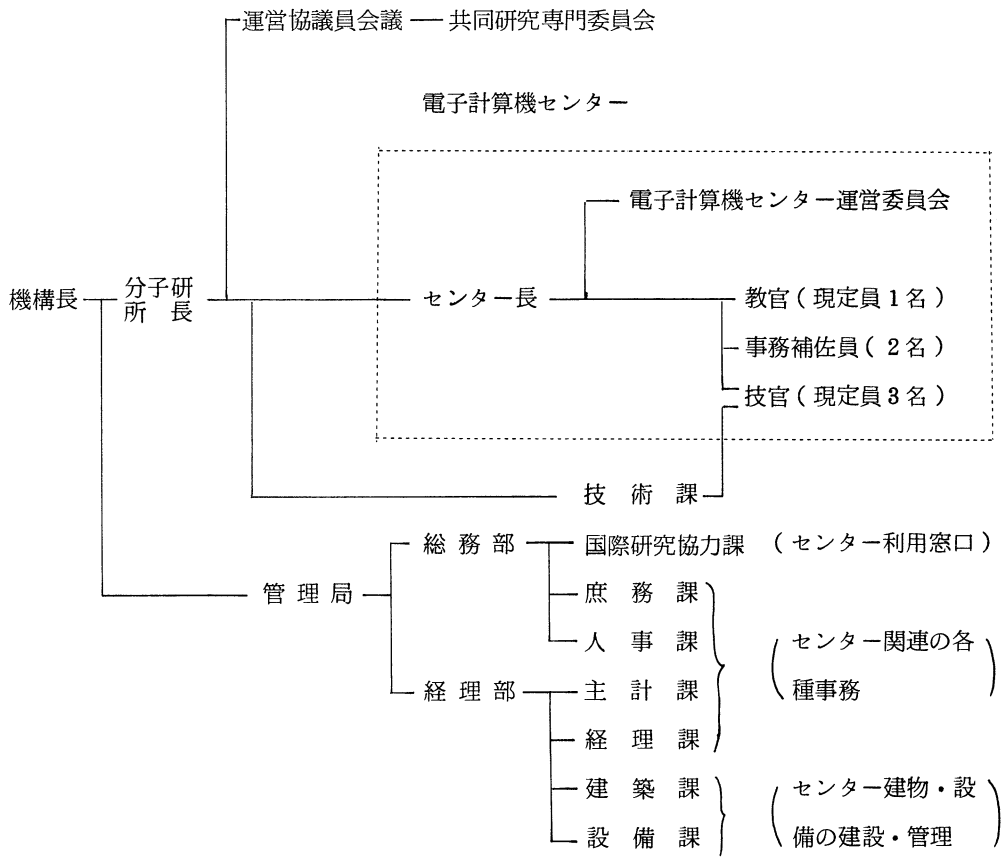 運営協議員会議 共同研究専門委員会
電子計算機センター
電子計算機センター運営委員会
機構長 分子研所長 センター長 教官(現定員1名)
事務補佐員(2名)
技官(現定員3名)
技術課
総務部 国際研究協力課 (センター利用窓口)
管理局 庶務課
人事課 (センター関連の各
経理部 主計課 種事務)
経理課
建築課 (センター建物・設
設備課 備の建設・管理)